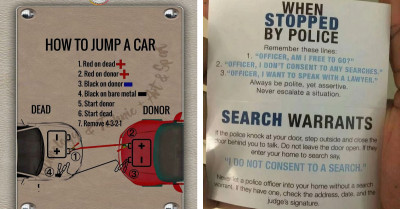 HOW TO JUMP A CAR
1. Red on dead
2. Red on donor
3. Black on donor
4. Black on bare metal
5. Start donor
6. Start dead
7. Remove 4-3-2-1
DEAD
DONOR
1
2
3
4
WHEN
STOPPED
BY POLICE
Remember these lines:
1. "OFFICER, AM I FREE TO GO?"
2. "OFFICER, I DON'T CONSENT TO ANY SEARCHES."
3. "OFFICER, I WANT TO SPEAK WITH A LAWYER."
Always be polite, yet assertive.
Never escalate a situation.
SEARCH WARRANTS
If the police knock at your door, step outside and close the
door behind you to talk. Do not leave the door open. If they
enter your home to search say,
"I DO NOT CONSENT TO A SEARCH."
Never let a police officer into your home without a search
warrant. If they have one, check the address, date, and the
judge's signature.